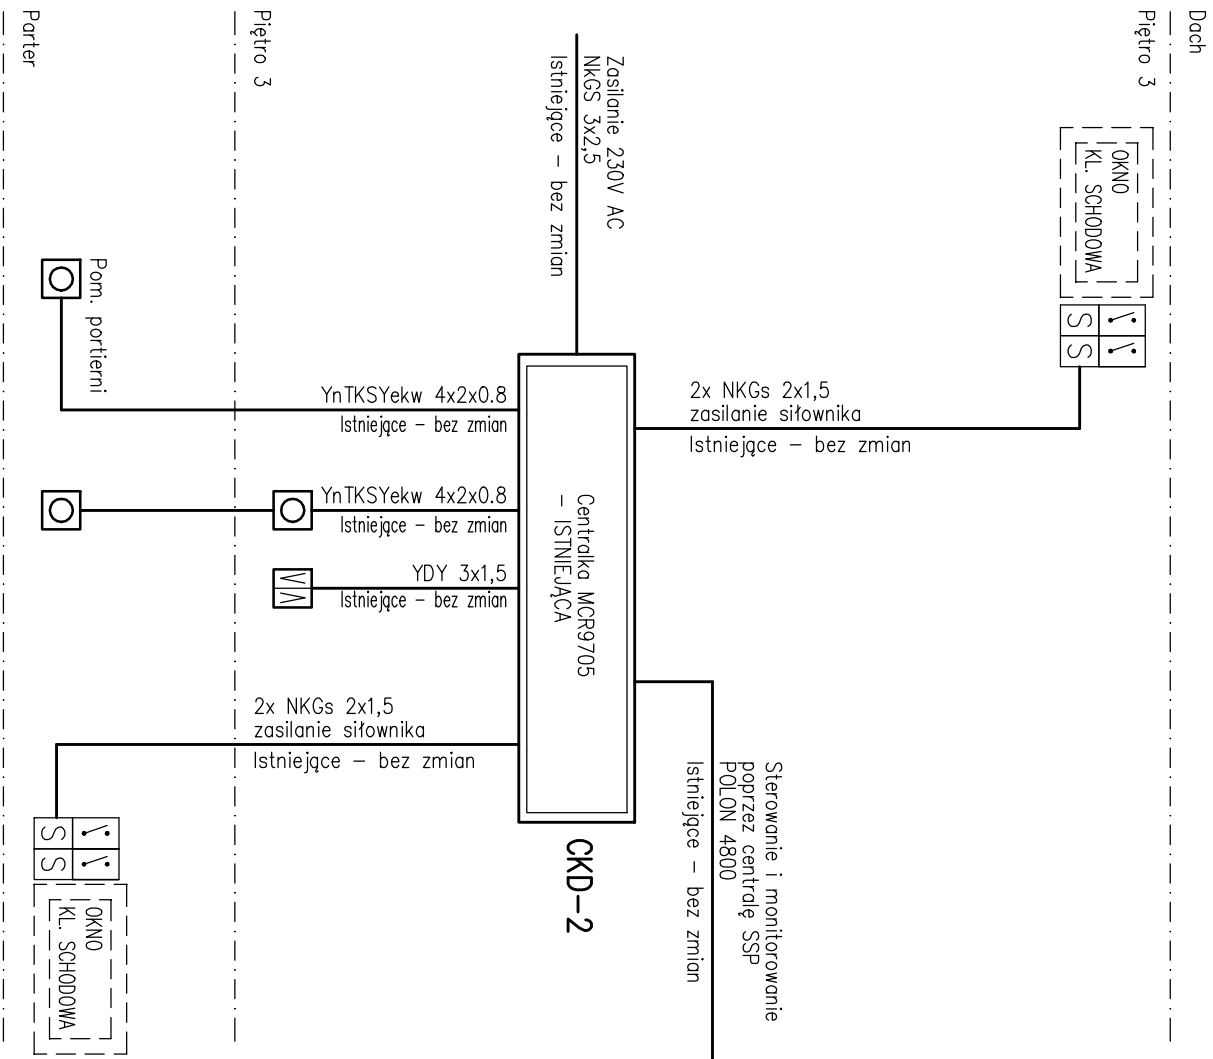 Dach
Piętro 3
OKNO
KL. SCHODOWA
S
S
Zasilanie 230V AC
NkGS 3x2,5
Istniejące – bez zmian
2x NKGs 2x1,5
zasilanie siłownika
Istniejące – bez zmian
Piętro 3
Parter
Pom. portierni
YnTKSYekw 4x2x0.8
Istniejące – bez zmian
YnTKSYekw 4x2x0.8
Istniejące – bez zmian
YDY 3x1,5
Istniejące – bez zmian
Centralka MCR9705
– ISTNIEJĄCA
CKD–2
2x NKGs 2x1,5
zasilanie siłownika
Istniejące – bez zmian
Sterowanie i monitorowanie
poprzez centralę SSP
POLON 4800
Istniejące – bez zmian
S
S
OKNO
KL. SCHODOWA